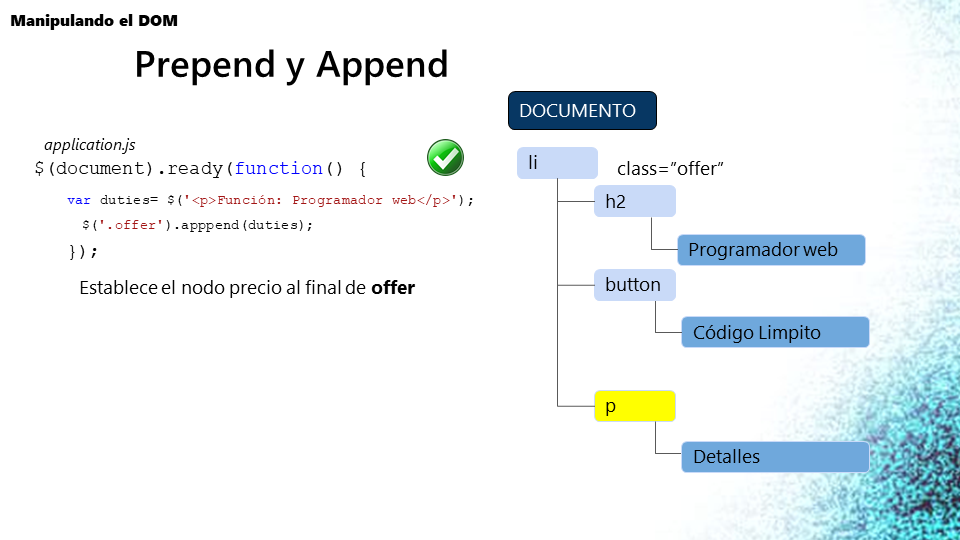 Manipulando el DOM
Prepend y Append
application.js
$(document).ready(function() {
var duties= $('<p>Función: Programador web</p>');
$('.offer').apppend(duties);
});
Establece el nodo precio al final de offer
DOCUMENTO
li
class=”offer”
h2
Programador web
button
Código Limpito
p
Detalles